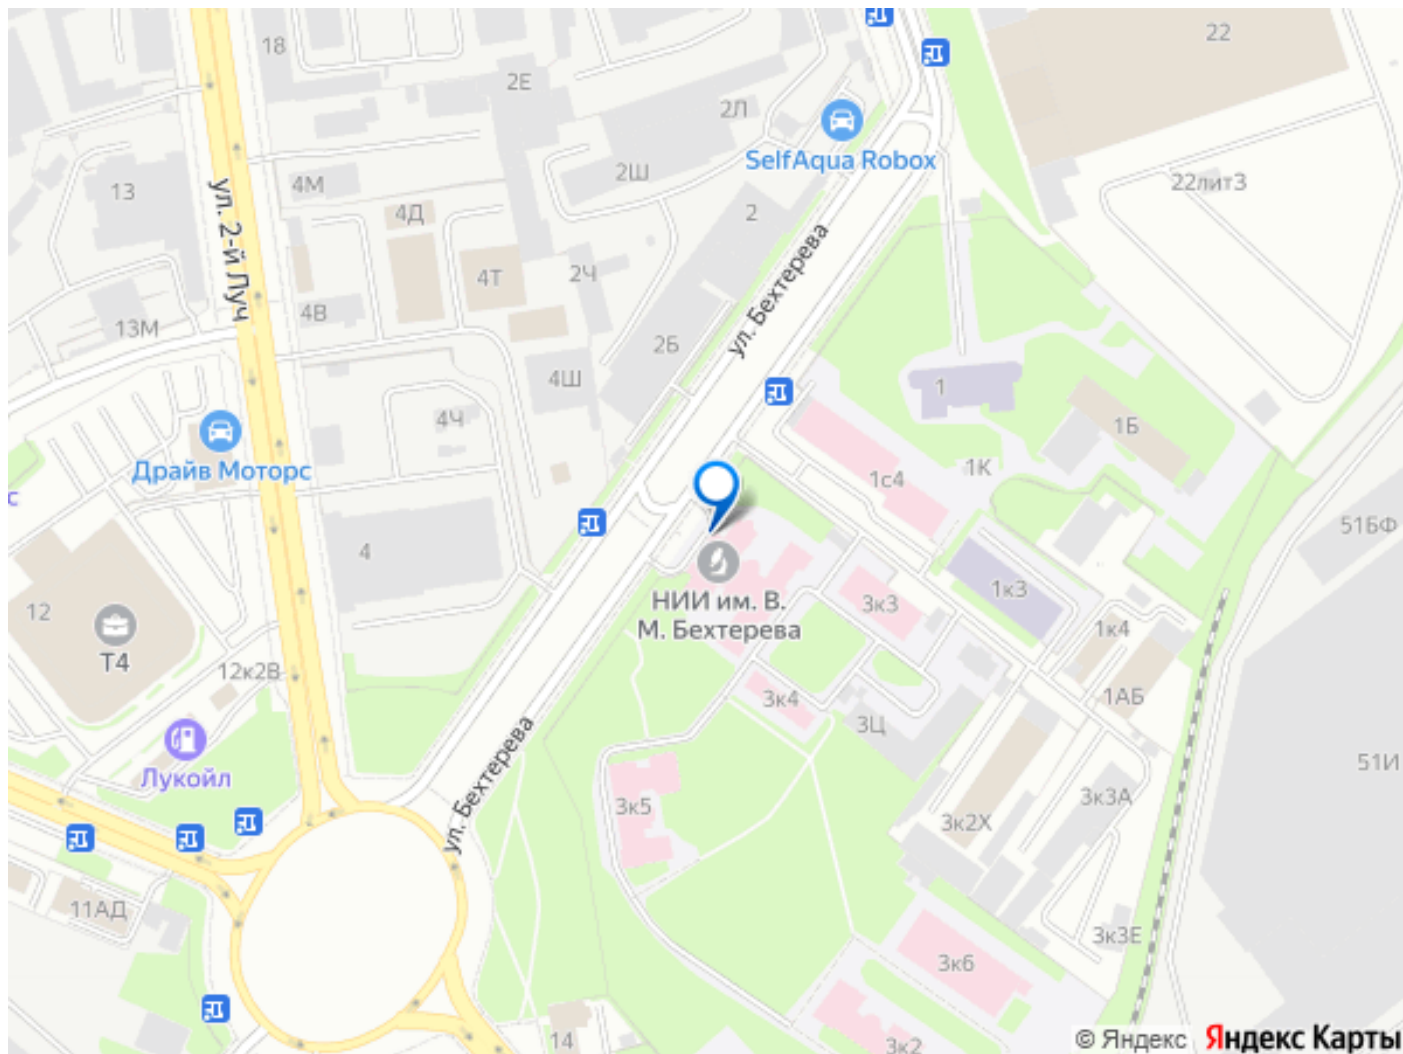 22
18
2Е
2Л
SelfAqua Robox
2Ш
22литЗ
13
4М
4Д
ул. 2-й Луч
2
ул. Бехтерева
4Т
2Ч
4В
13М
2Б
4Ш
1
4Ч
1Б
Драйв Моторс
с
1К
1с4
4
51БФ
12
Т4
НИИ им. В.
М. Бехтерева
3к3
1к3
1к4
12к2В
3к4
1АБ
3Ц
Лукойл
ул. Бехтерева
51И
3к5
3к3А
3к2Х
11АД
3к3Е
3к6
14
3к2
© Яндекс Яндекс Карты